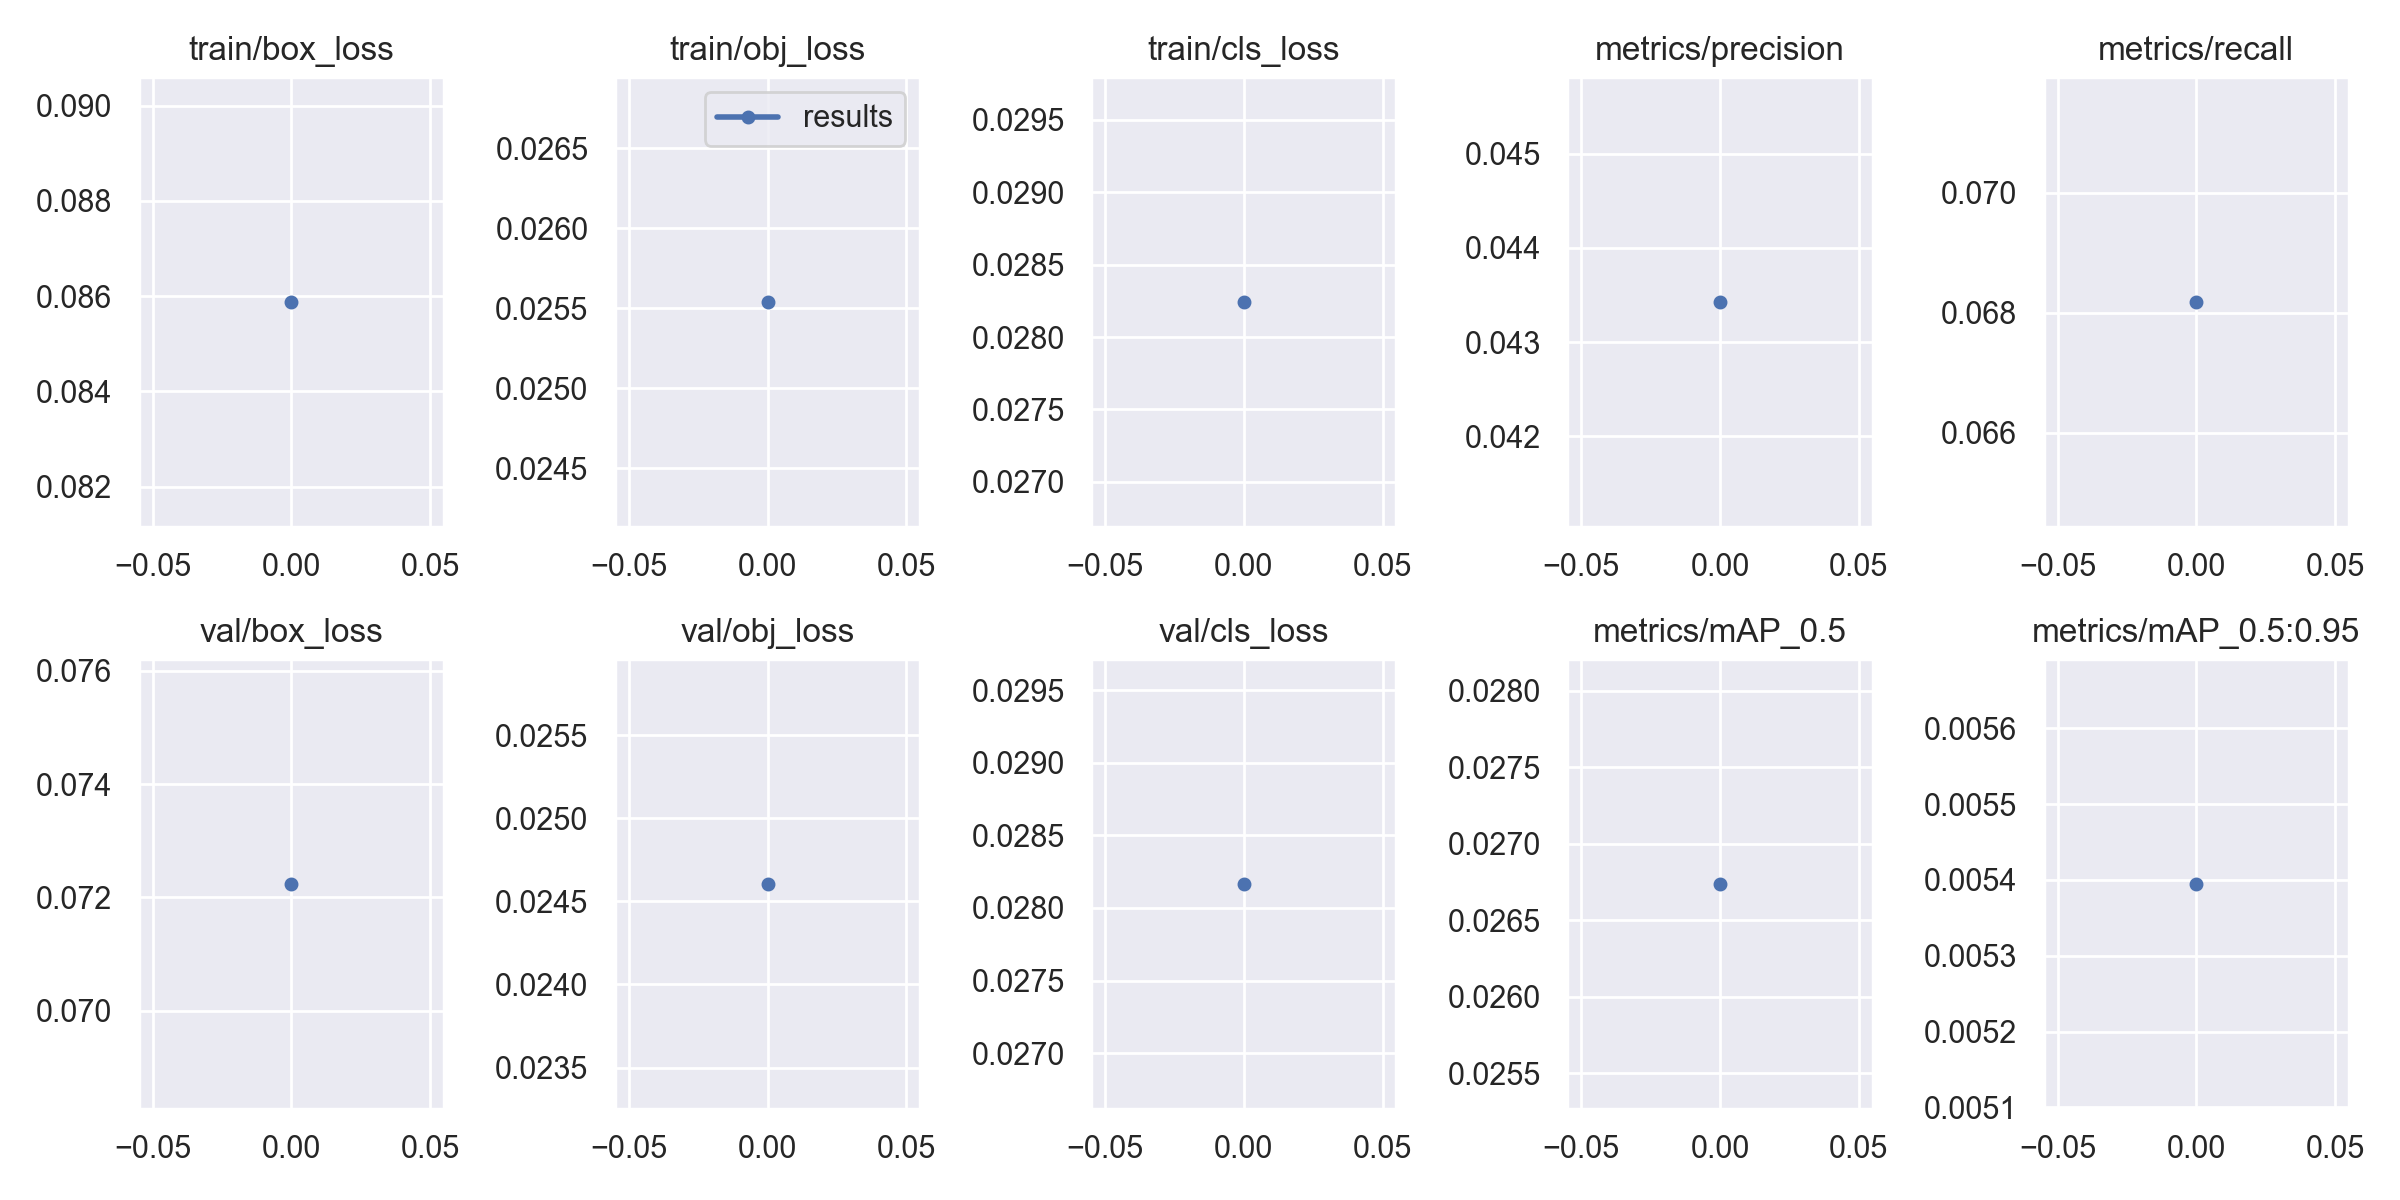 train/box_loss
0.090
0.088
0.086
0.084
0.082
−0.05 0.00 0.05
train/obj_loss
results
0.0265
0.0260
0.0255
0.0250
0.0245
−0.05 0.00 0.05
train/cls_loss
0.0295
0.0290
0.0285
0.0280
0.0275
0.0270
−0.05 0.00 0.05
metrics/precision
0.045
0.044
0.043
0.042
−0.05 0.00 0.05
metrics/recall
0.070
0.068
0.066
−0.05 0.00 0.05
val/box_loss
0.076
0.074
0.072
0.070
−0.05 0.00 0.05
val/obj_loss
0.0255
0.0250
0.0245
0.0240
0.0235
−0.05 0.00 0.05
val/cls_loss
0.0295
0.0290
0.0285
0.0280
0.0275
0.0270
−0.05 0.00 0.05
metrics/mAP_0.5
0.0280
0.0275
0.0270
0.0265
0.0260
0.0255
−0.05 0.00 0.05
metrics/mAP_0.5:0.95
0.0056
0.0055
0.0054
0.0053
0.0052
0.0051
−0.05 0.00 0.05